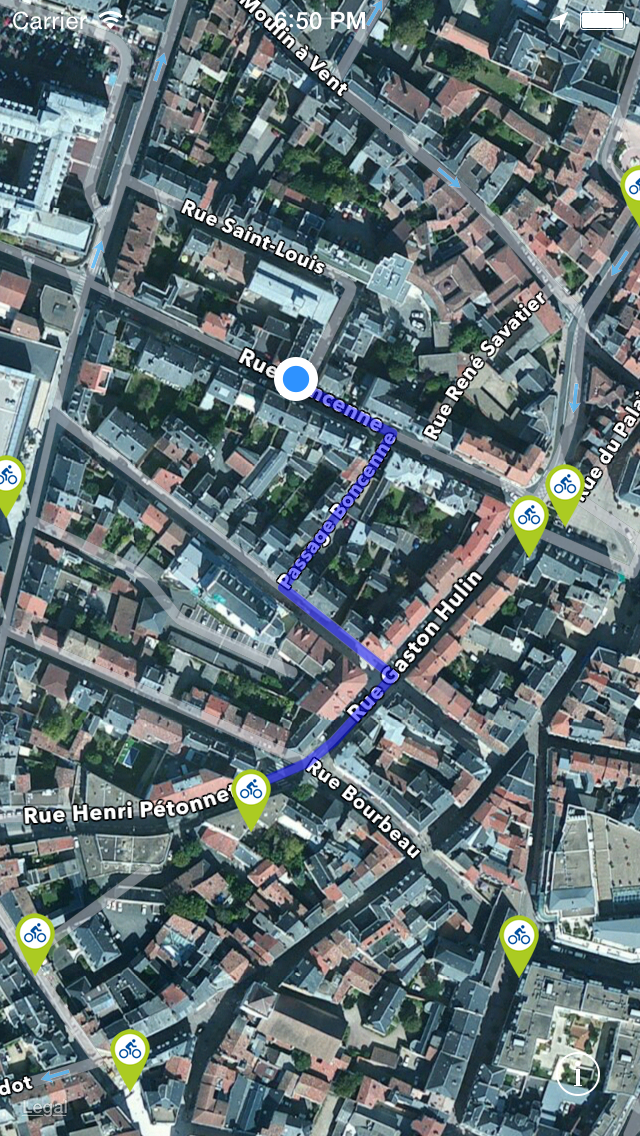 Carrier 6:50 PM
Moulin à Vent
Rue Saint-Louis
Rue René Savatier
Rue Boncenne
Passage Boncenne
Rue du Palai
Rue Gaston Hulin
Rue Bourbeau
Rue Henri Pétonnet
dot
Legal
i